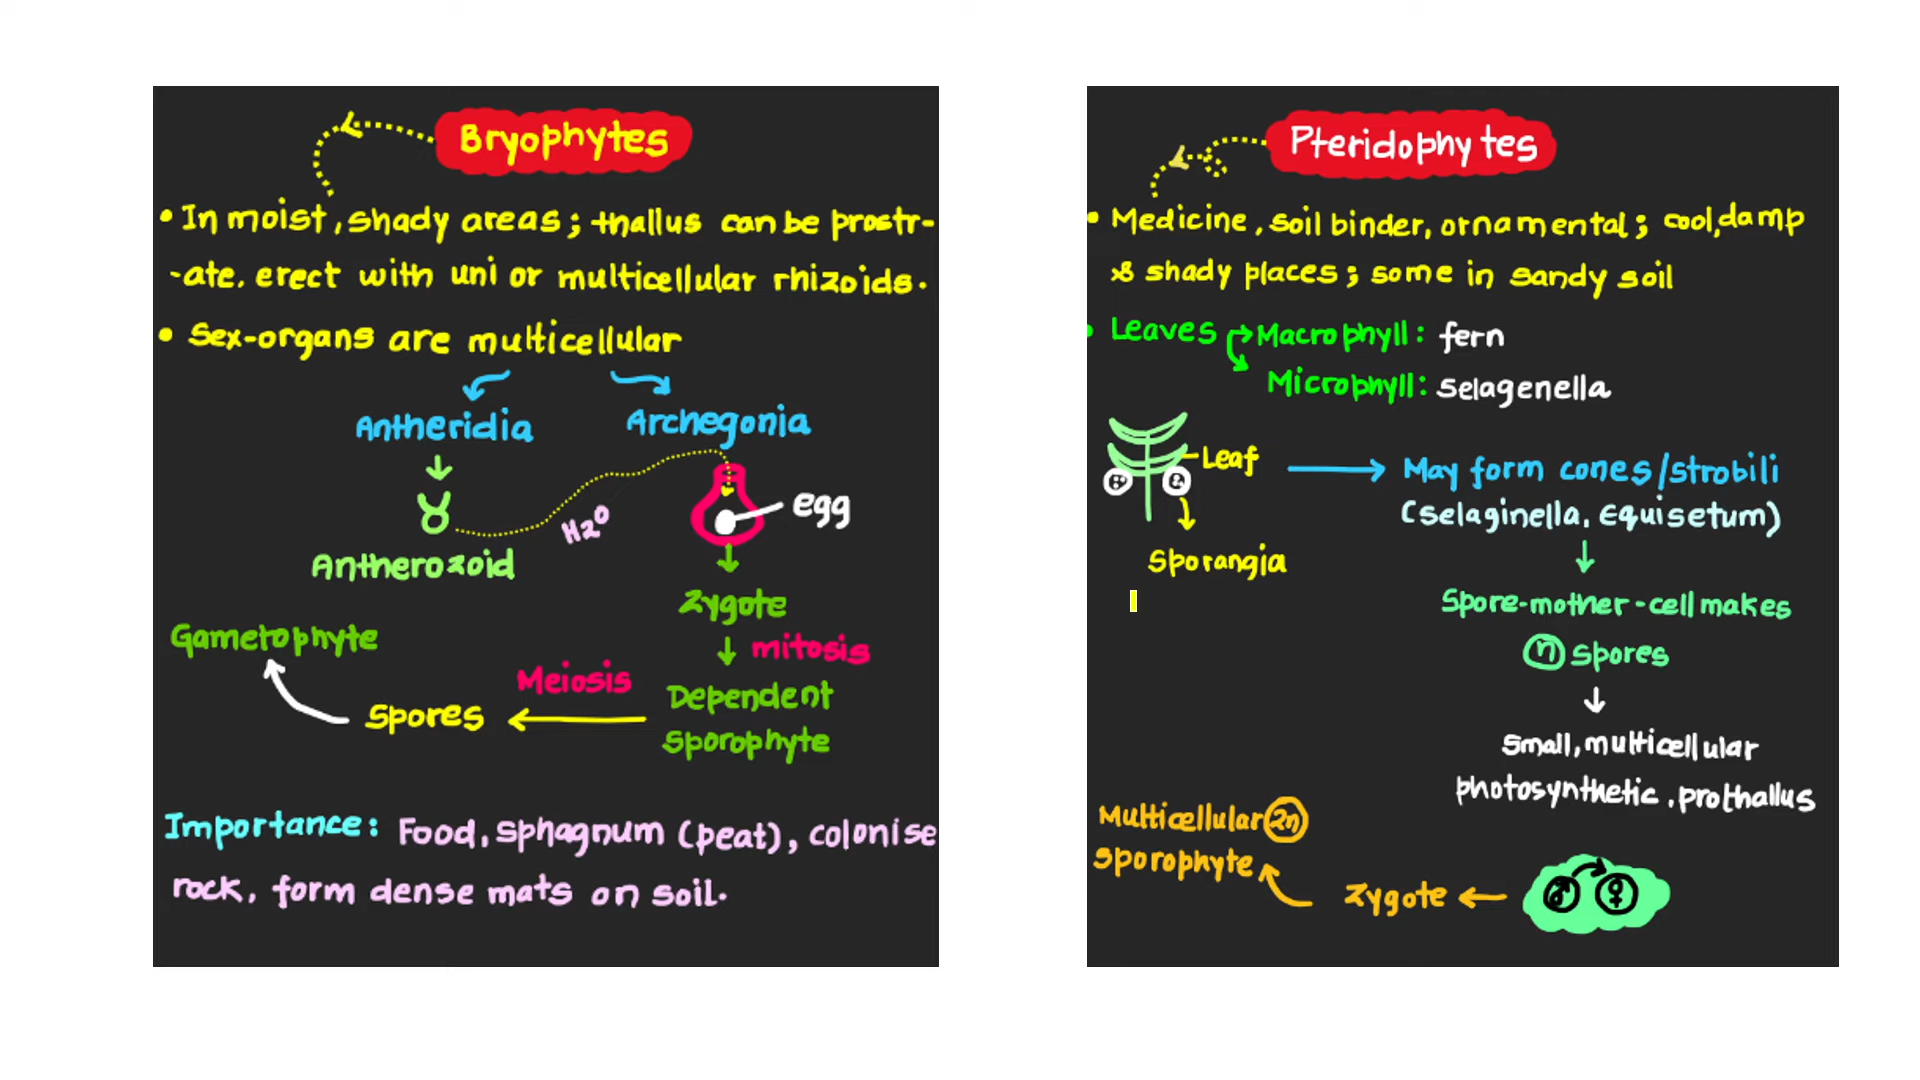 Bryophytes
• In moist, shady areas; thallus can be prostr-
-ate, erect with uni or multicellular rhizoids.
• Sex-organs are multicellular
Antheridia
Archegonia
H2O
egg
Antherozoid
Zygote
mitosis
Gametophyte
Meiosis
Dependent
Sporophyte
Spores
Importance: Food, sphagnum (peat), colonise
rock, form dense mats on soil.
Pteridophytes
• Medicine, soil binder, ornamental; cool, damp
& shady places; some in sandy soil
• Leaves → Macrophyll: fern
Microphyll: selagenella
Leaf
May form cones/strobili
(selaginella, Equisetum)
Sporangia
Spore-mother-cell makes
n spores
small, multicellular
photosynthetic, prothallus
Multicellular 2n
Sporophyte
zygote
♂ ♀